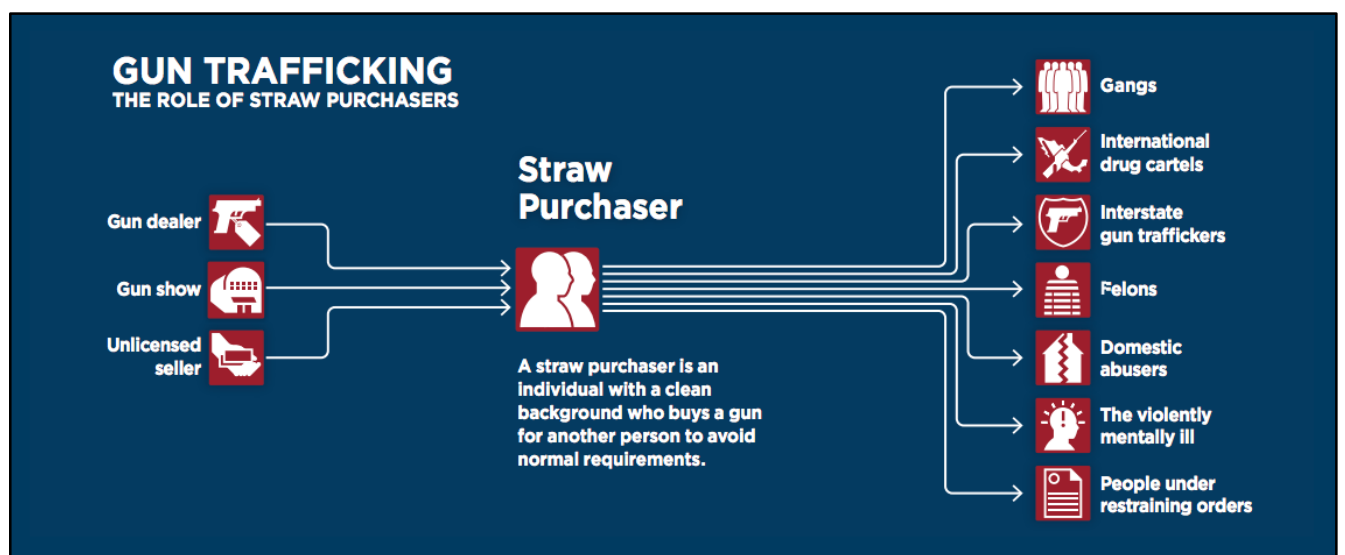 GUN TRAFFICKING
THE ROLE OF STRAW PURCHASERS
Gun dealer
Gun show
Unlicensed
seller
Straw
Purchaser
A straw purchaser is an
individual with a clean
background who buys a gun
for another person to avoid
normal requirements.
Gangs
International
drug cartels
Interstate
gun traffickers
Felons
Domestic
abusers
The violently
mentally ill
People under
restraining orders